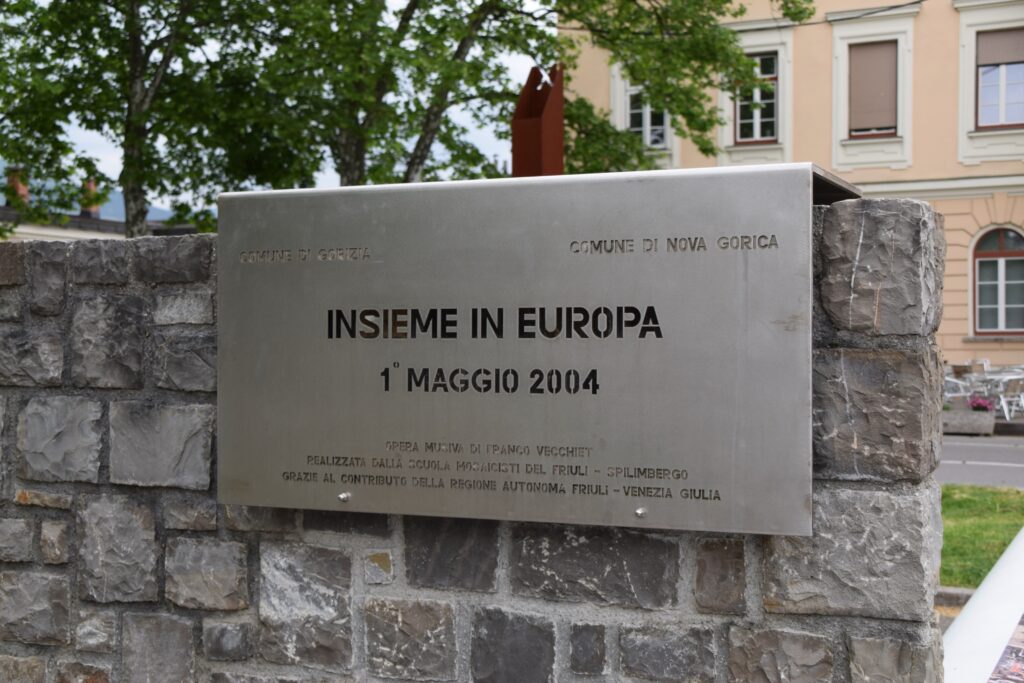 COMUNE DI GORIZIA
COMUNE DI NOVA GORICA
INSIEME IN EUROPA
1° MAGGIO 2004
OPERA MUSIVA DI FRANCO VECCHIET
REALIZZATA DALLA SCUOLA MOSAICISTI DEL FRIULI - SPILIMBERGO
GRAZIE AL CONTRIBUTO DELLA REGIONE AUTONOMA FRIULI - VENEZIA GIULIA